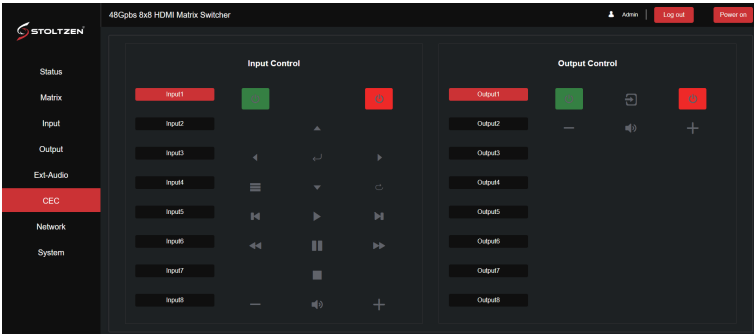 STOLTZEN
48Gpbs 8x8 HDMI Matrix Switcher
Admin
Log out
Power on
Status
Matrix
Input
Output
Ext-Audio
CEC
Network
System
Input Control
Input1
Input2
Input3
Input4
Input5
Input6
Input7
Input8
Output Control
Output1
Output2
Output3
Output4
Output5
Output6
Output7
Output8